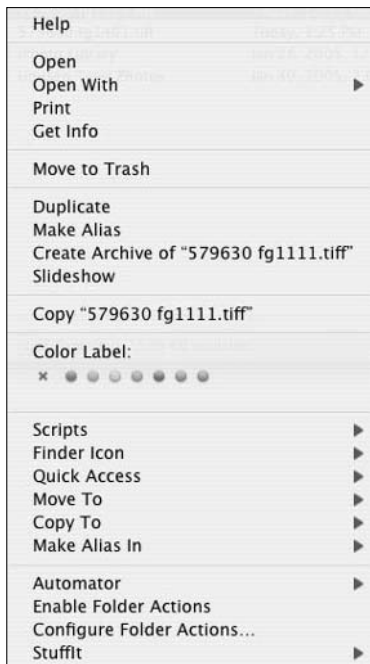 Help
Open
Open With
Print
Get Info
Move to Trash
Duplicate
Make Alias
Create Archive of “579630 fg1111.tiff”
Slideshow
Copy “579630 fg1111.tiff”
Color Label:
Scripts
Finder Icon
Quick Access
Move To
Copy To
Make Alias In
Automator
Enable Folder Actions
Configure Folder Actions...
StuffIt